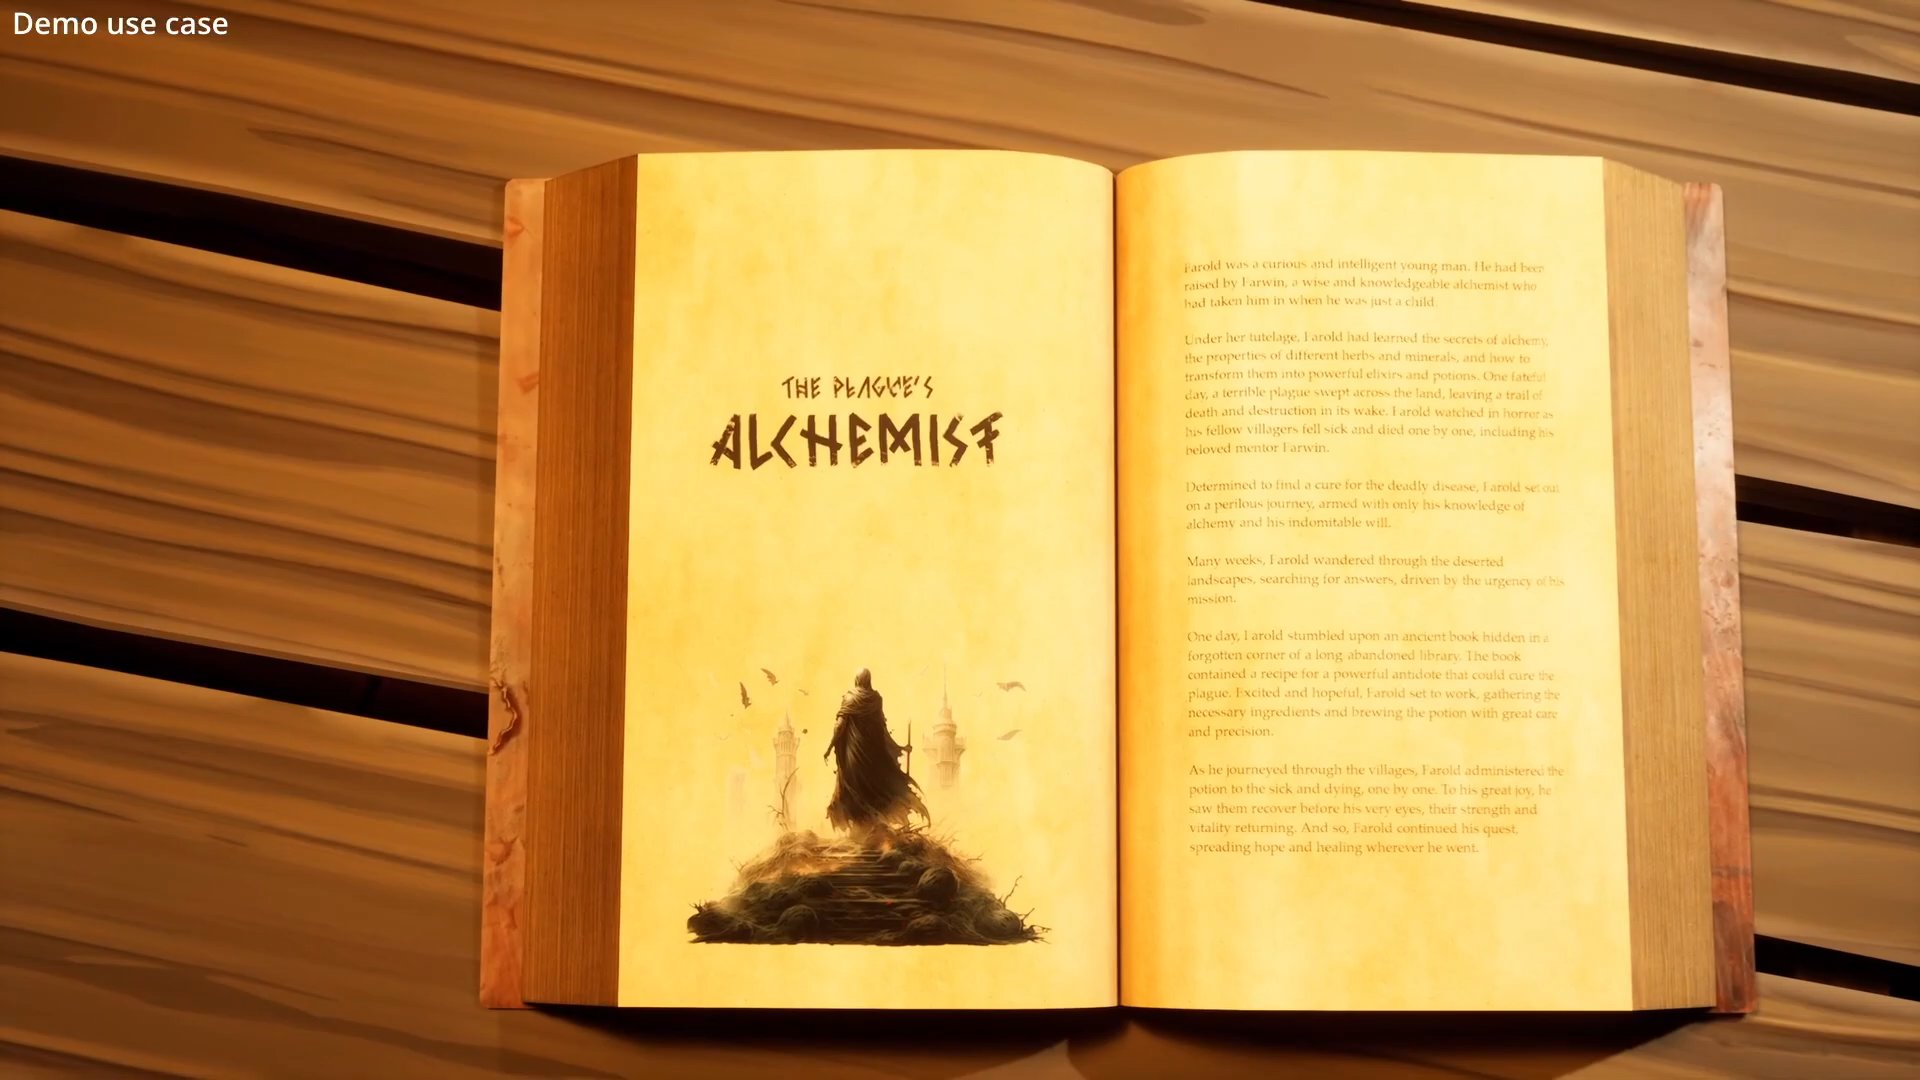 Demo use case
THE PLAGUE'S
ALCHEMIST
Farold was a curious and intelligent young man. He had been
raised by Farwin, a wise and knowledgeable alchemist who
had taken him in when he was just a child.
Under her tutelage, Farold had learned the secrets of alchemy,
the properties of different herbs and minerals, and how to
transform them into powerful elixirs and potions. One fateful
day, a terrible plague swept across the land, leaving a trail of
death and destruction in its wake. Farold watched in horror as
his fellow villagers fell sick and died one by one, including his
beloved mentor Farwin.
Determined to find a cure for the deadly disease, Farold set out
on a perilous journey, armed with only his knowledge of
alchemy and his indomitable will.
Many weeks, Farold wandered through the deserted
landscapes, searching for answers, driven by the urgency of his
mission.
One day, Farold stumbled upon an ancient book hidden in a
forgotten corner of a long-abandoned library. The book
contained a recipe for a powerful antidote that could cure the
plague. Excited and hopeful, Farold set to work, gathering the
necessary ingredients and brewing the potion with great care
and precision.
As he journeyed through the villages, Farold administered the
potion to the sick and dying, one by one. To his great joy, he
saw them recover before his very eyes, their strength and
vitality returning. And so, Farold continued his quest,
spreading hope and healing wherever he went.